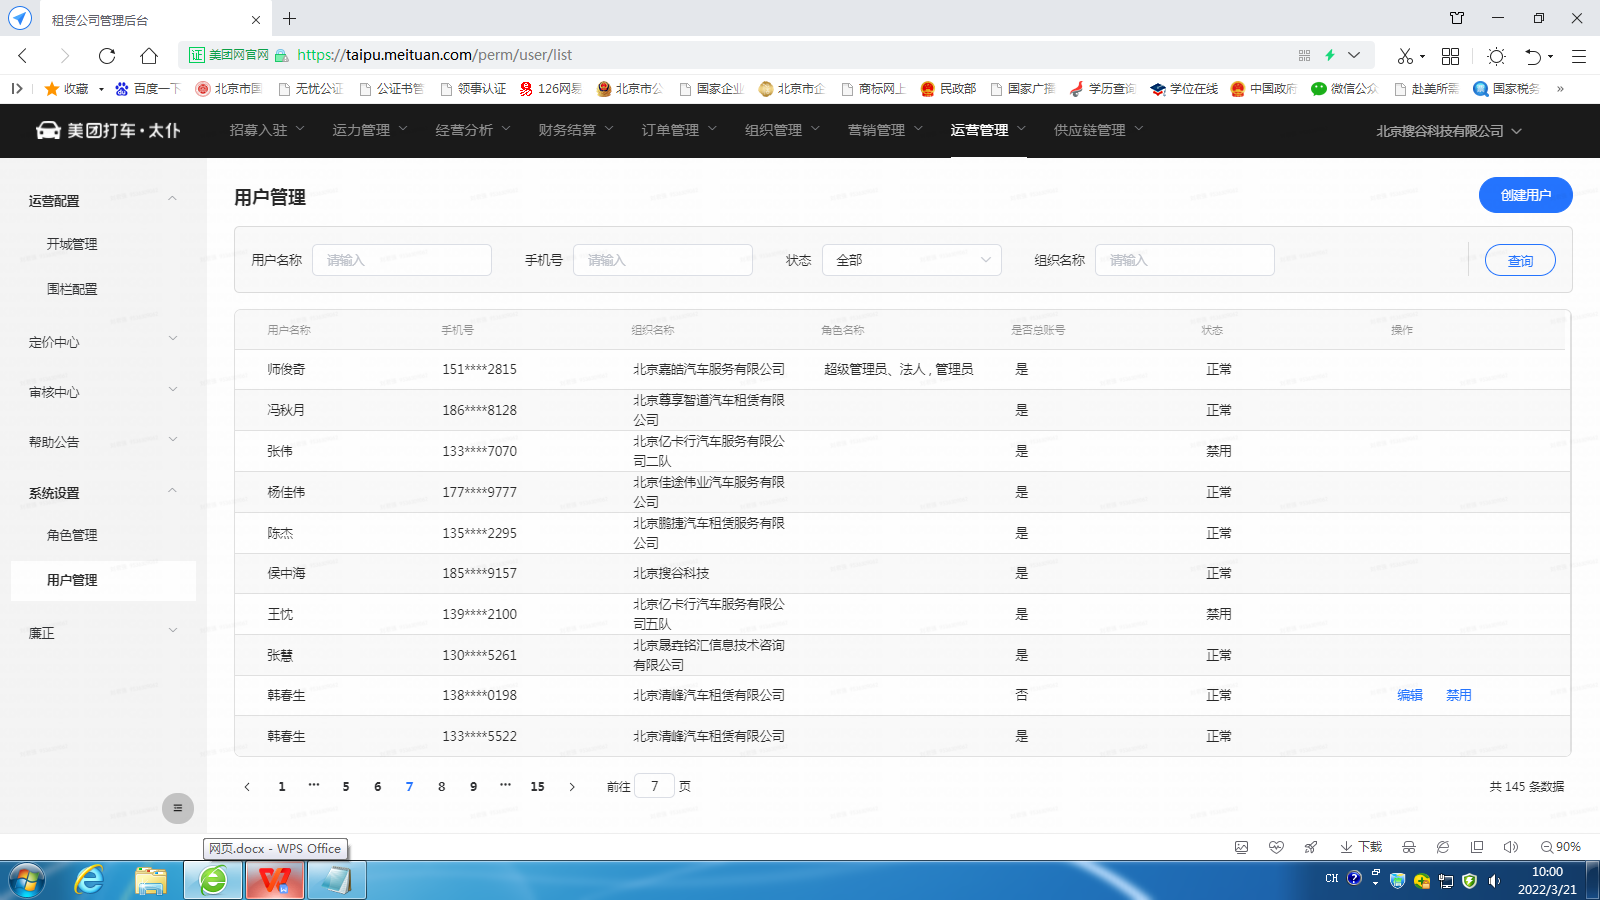 租赁公司管理后台
证 美团网官网 https://taipu.meituan.com/perm/user/list
收藏 百度一下 北京市国 无忧公证 公证书管 领事认证 126网易 北京市公 国家企业 北京市企 商标网上 民政部 国家广播 学历查询 学位在线 中国政府 微信公众 赴美所需 国家税务 »
美团打车·太仆 招募入驻 运力管理 经营分析 财务结算 订单管理 组织管理 营销管理 运营管理 供应链管理 北京搜谷科技有限公司
运营配置
开城管理
围栏配置
定价中心
审核中心
帮助公告
系统设置
角色管理
用户管理
廉正
用户管理 创建用户
用户名称 请输入 手机号 请输入 状态 全部 组织名称 请输入 查询
用户名称 手机号 组织名称 角色名称 是否总账号 状态 操作
师俊奇 151****2815 北京嘉皓汽车服务有限公司 超级管理员、法人 , 管理员 是 正常
冯秋月 186****8128 北京尊享智道汽车租赁有限
公司 是 正常
张伟 133****7070 北京亿卡行汽车服务有限公
司二队 是 禁用
杨佳伟 177****9777 北京佳途伟业汽车服务有限
公司 是 正常
陈杰 135****2295 北京鹏捷汽车租赁服务有限
公司 是 正常
侯中海 185****9157 北京搜谷科技 是 正常
王忱 139****2100 北京亿卡行汽车服务有限公
司五队 是 禁用
张慧 130****5261 北京晟垚铭汇信息技术咨询
有限公司 是 正常
韩春生 138****0198 北京清峰汽车租赁有限公司 否 正常 编辑 禁用
韩春生 133****5522 北京清峰汽车租赁有限公司 是 正常
1 ··· 5 6 7 8 9 ··· 15 前往 7 页 共 145 条数据
网页.docx - WPS Office
下载 90%
CH 10:00
2022/3/21